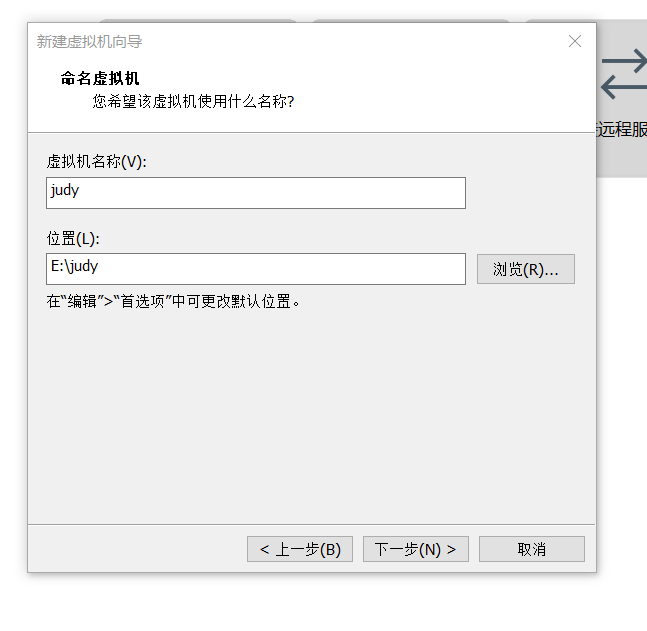 新建虚拟机向导
命名虚拟机
您希望该虚拟机使用什么名称?
远程服
虚拟机名称(V):
judy
位置(L):
E:\judy
浏览(R)...
在“编辑”>“首选项”中可更改默认位置。
< 上一步(B)
下一步(N) >
取消